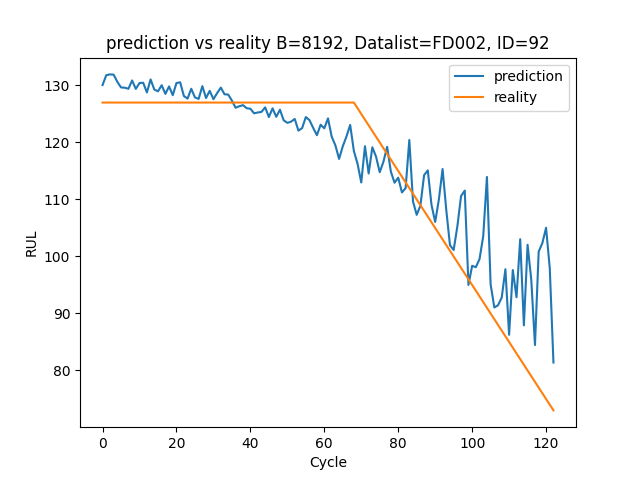 prediction vs reality B=8192, Datalist=FD002, ID=92
prediction
reality
RUL
130
120
110
100
90
80
0 20 40 60 80 100 120
Cycle